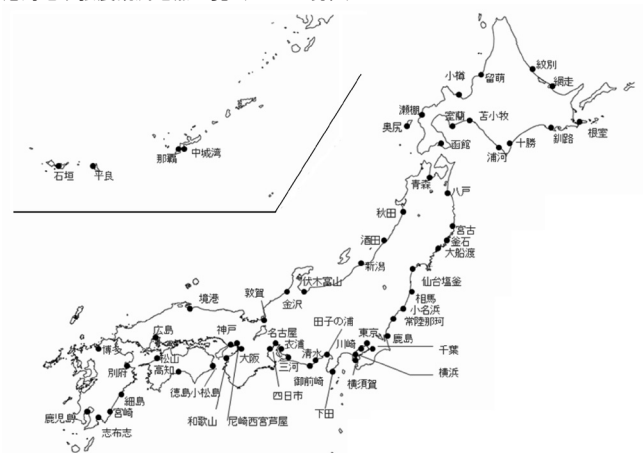 小樽
留萌
紋別
網走
瀬棚
室蘭
苫小牧
奥尻
函館
浦河
十勝
釧路
根室
那覇
中城湾
石垣
平良
青森
八戸
秋田
宮古
釜石
大船渡
酒田
新潟
伏木富山
金沢
仙台塩釜
相馬
小名浜
常陸那珂
鹿島
敦賀
境港
広島
神戸
名古屋
衣浦
田子の浦
清水
川崎
東京
千葉
博多
松山
別府
高知
大阪
三河
御前崎
横浜
横須賀
徳島小松島
四日市
下田
細島
宮崎
鹿児島
志布志
和歌山
尼崎西宮芦屋